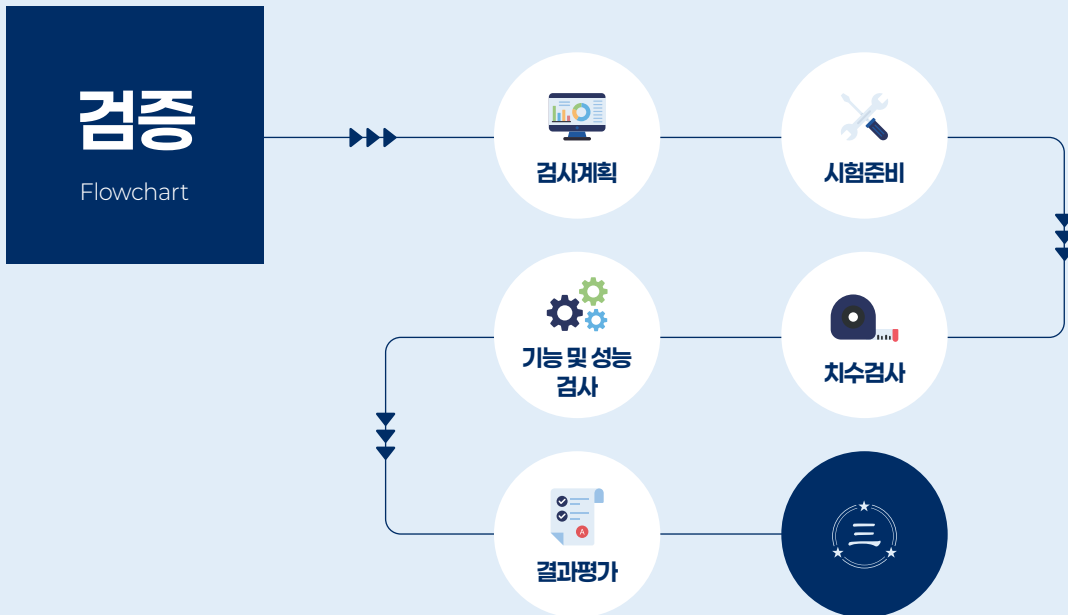 검증
Flowchart
검사계획
시험준비
치수검사
기능 및 성능
검사
결과평가
三
A